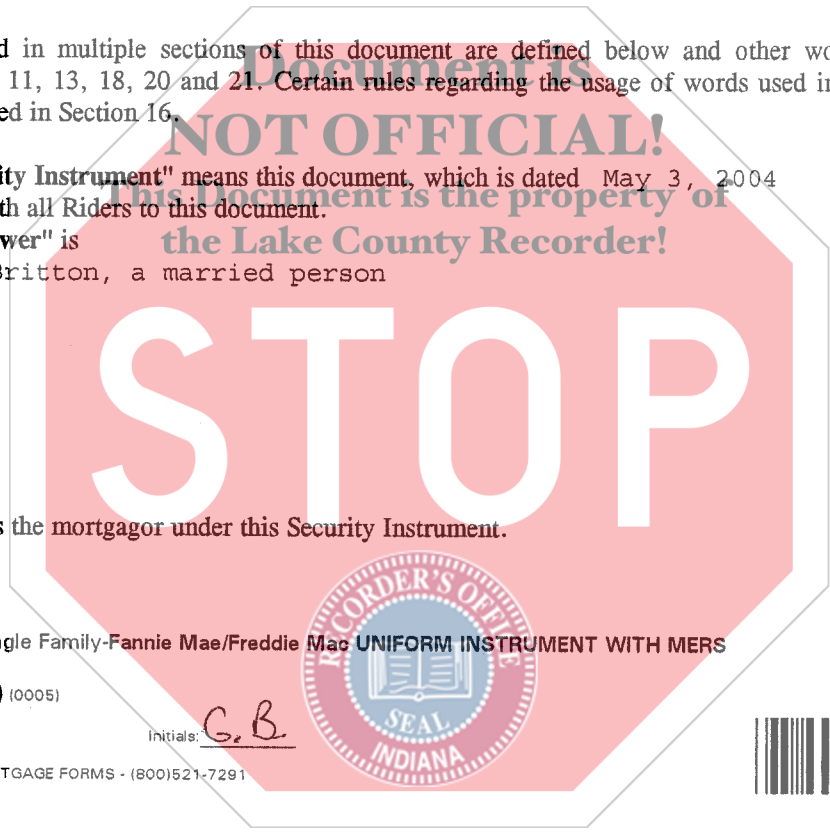 d in multiple sections of this document are defined below and other wo
11, 13, 18, 20 and 21. Certain rules regarding the usage of words used in
ed in Section 16.
Document is
NOT OFFICIAL!
This Document is the property of
the Lake County Recorder!
ity Instrument" means this document, which is dated May 3, 2004
th all Riders to this document.
wer" is
Britton, a married person
STOP
s the mortgagor under this Security Instrument.
RECORDER'S OFFICE
SEAL
INDIANA
gle Family-Fannie Mae/Freddie Mac UNIFORM INSTRUMENT WITH MERS
) (0005)
Initials: G. B.
TGAGE FORMS - (800)521-7291